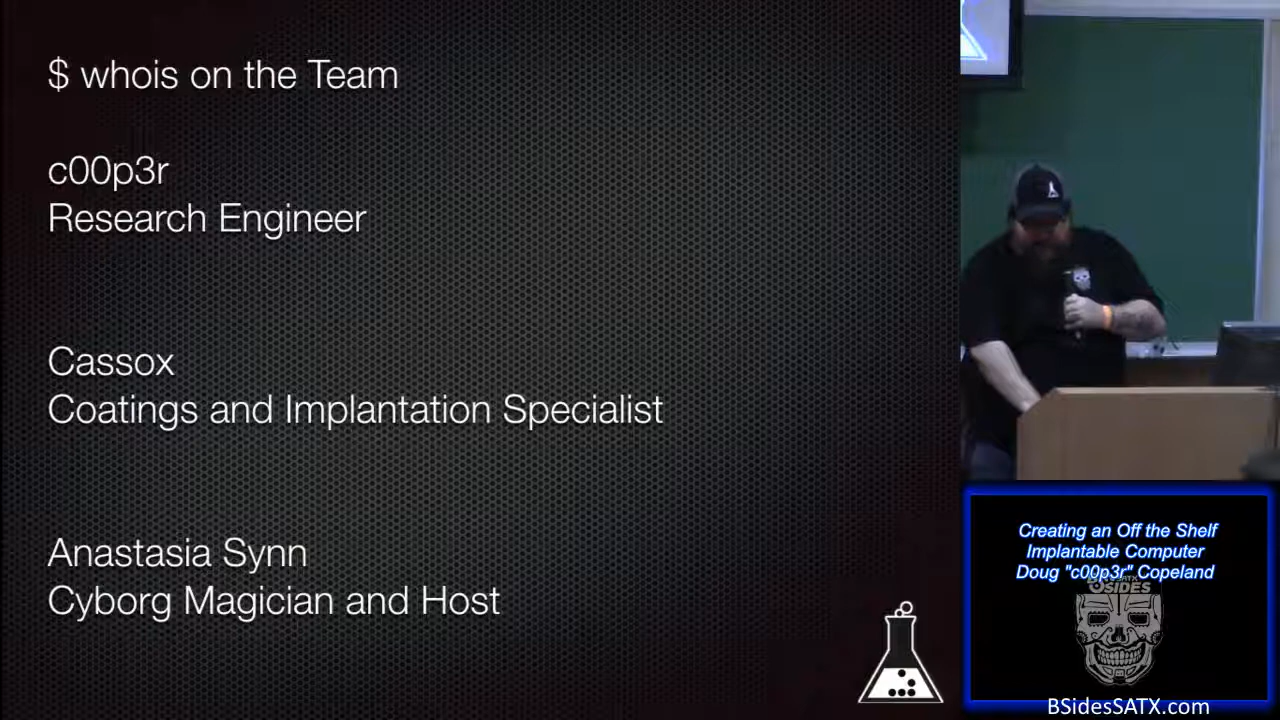 $ whois on the Team
c00p3r
Research Engineer
Cassox
Coatings and Implantation Specialist
Anastasia Synn
Cyborg Magician and Host
Creating an Off the Shelf
Implantable Computer
Doug "c00p3r" Copeland
SIDES
BSidesSATX.com